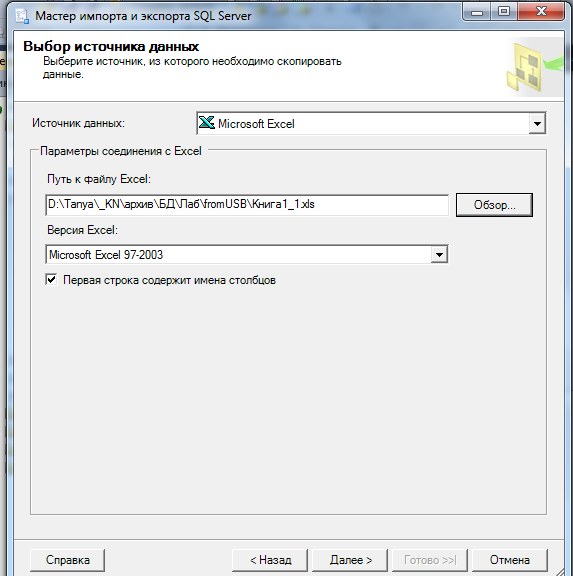 Мастер импорта и экспорта SQL Server
Выбор источника данных
Выберите источник, из которого необходимо скопировать
данные.
Источник данных:
Microsoft Excel
Параметры соединения с Excel
Путь к файлу Excel:
D:\Tanya\_KN\архив\БД\Лаб\fromUSB\Книга1_1.xls
Обзор...
Версия Excel:
Microsoft Excel 97-2003
Первая строка содержит имена столбцов
Справка
< Назад
Далее >
Готово >>|
Отмена